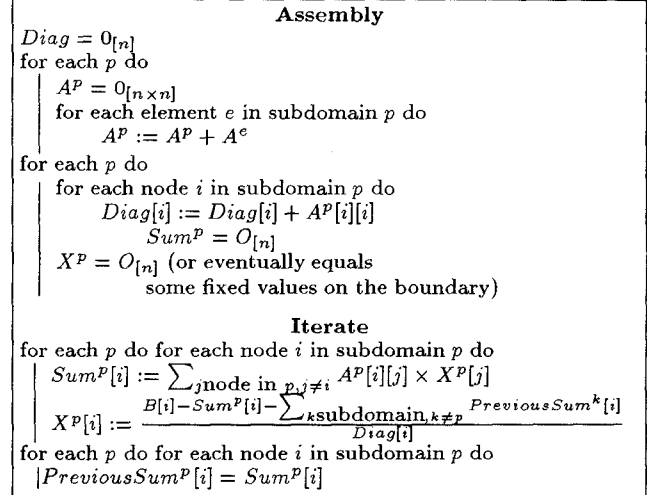 Assembly
Diag = 0[n]
for each p do
A^p = 0[n×n]
for each element e in subdomain p do
A^p := A^p + A^e
for each p do
for each node i in subdomain p do
Diag[i] := Diag[i] + A^p[i][i]
Sum^p = O[n]
X^p = O[n] (or eventually equals
some fixed values on the boundary)
Iterate
for each p do for each node i in subdomain p do
Sum^p[i] := ∑_{jnode in p,j≠i} A^p[i][j] × X^p[j]
X^p[i] := \frac{B[i]−Sum^p[i]−∑_{ksubdomain,k≠p} PreviousSum^k[i]}{Diag[i]}
for each p do for each node i in subdomain p do
|PreviousSum^p[i] = Sum^p[i]